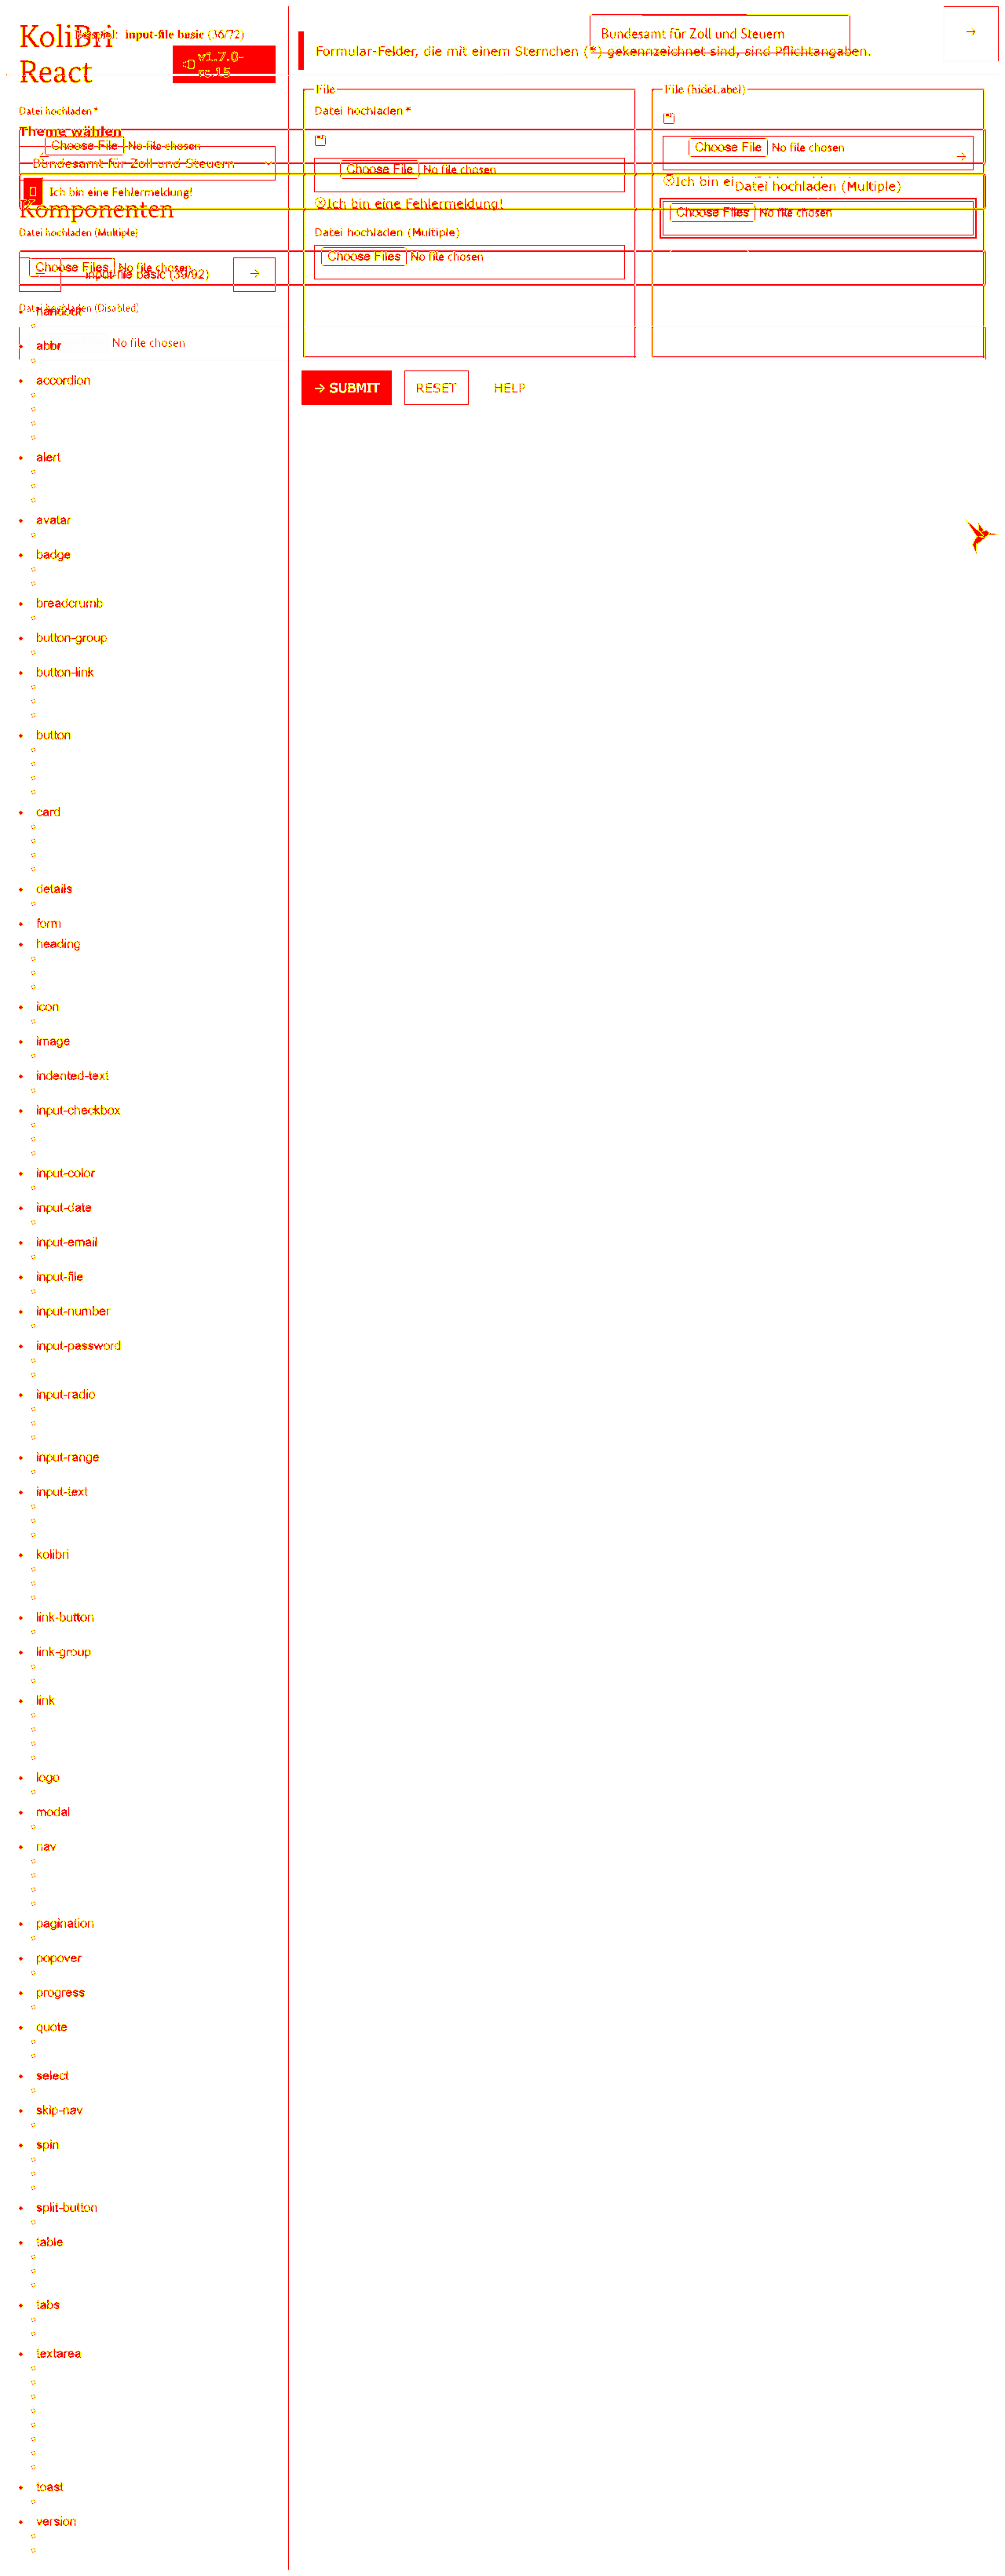 KoliBri
React
Beispiel: input-file basic (36/72)
v1.7.0-
rc.15
Bundesamt für Zoll und Steuern
→
Formular-Felder, die mit einem Sternchen (*) gekennzeichnet sind, sind Pflichtangaben.
Datei hochladen *
Theme wählen
Choose File No file chosen
Bundesamt für Zoll und Steuern
Ich bin eine Fehlermeldung!
Komponenten
Datei hochladen (Multiple)
Choose Files No file chosen
input-file basic (39/92)
→
Datei hochladen (Disabled)
No file chosen
File
Datei hochladen *
Choose File No file chosen
Ich bin eine Fehlermeldung!
Datei hochladen (Multiple)
Choose Files No file chosen
File (hideLabel)
Choose File No file chosen
→
Ich bin
Datei hochladen (Multiple)
Choose Files No file chosen
→ SUBMIT RESET HELP
handout
abbr
accordion
alert
avatar
badge
breadcrumb
button-group
button-link
button
card
details
form
heading
icon
image
indented-text
input-checkbox
input-color
input-date
input-email
input-file
input-number
input-password
input-radio
input-range
input-text
kolibri
link-button
link-group
link
logo
modal
nav
pagination
popover
progress
quote
select
skip-nav
spin
split-button
table
tabs
textarea
toast
version